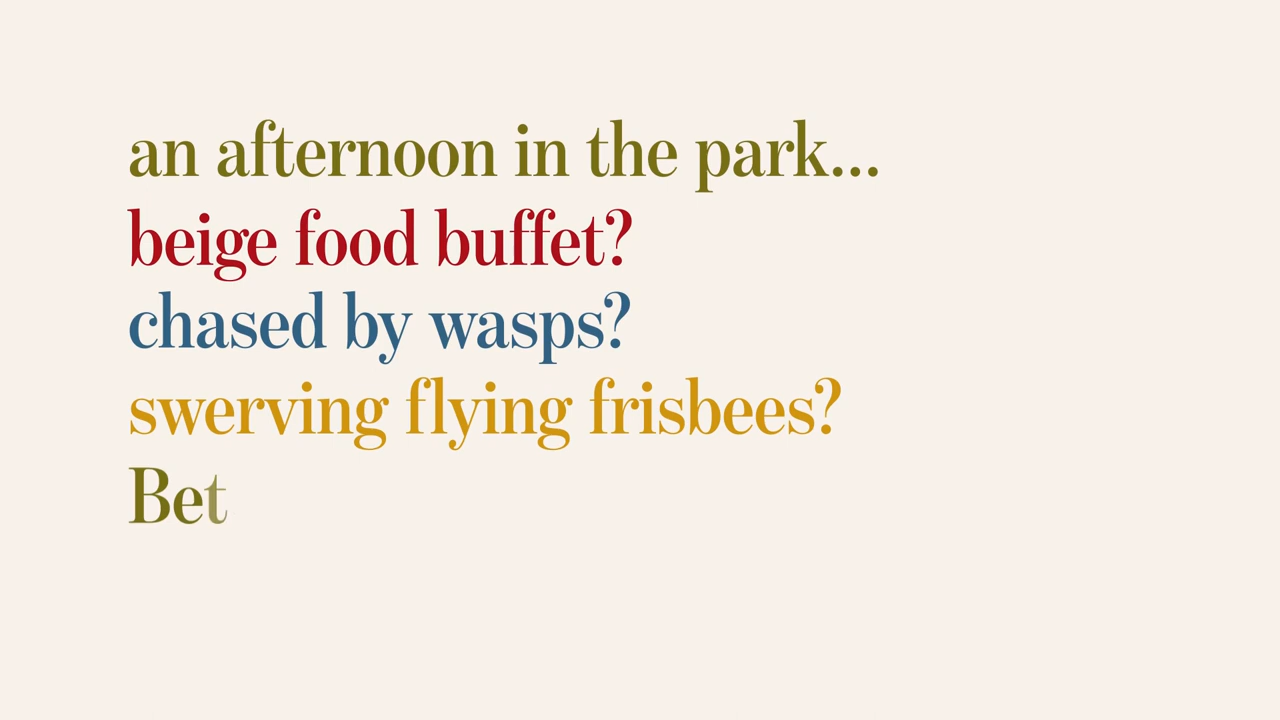 an afternoon in the park...
beige food buffet?
chased by wasps?
swerving flying frisbees?
Bet